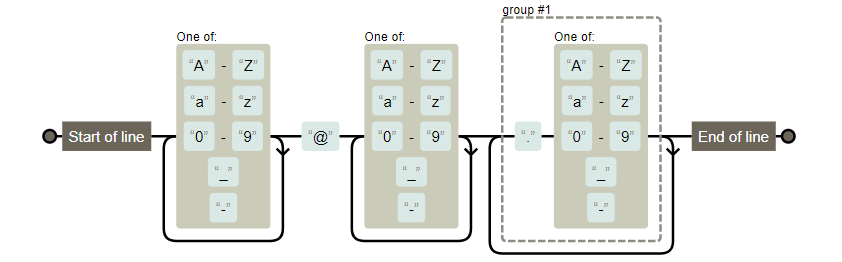 group #1
One of: One of: One of:
“A” - “Z” “A” - “Z” “A” - “Z”
“a” - “z” “a” - “z” “a” - “z”
Start of line “0” - “9” “@” “0” - “9” “.” “0” - “9” End of line
“_” “_” “_”
“-” “-” “-”